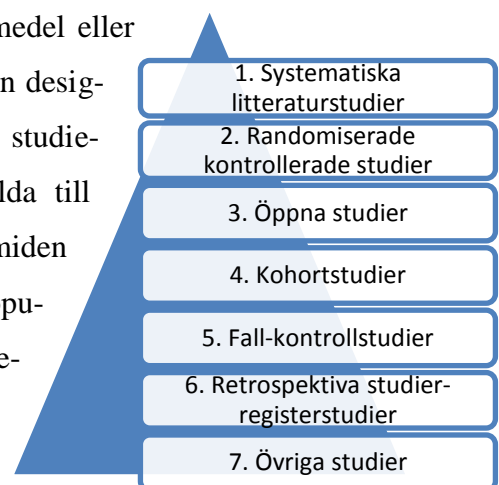 medel eller
n desig-
studie-
lda till
niden
opu-
e-
1. Systematiska
litteraturstudier
2. Randomiserade
kontrollerade studier
3. Öppna studier
4. Kohortstudier
5. Fall-kontrollstudier
6. Retrospektiva studier-
registerstudier
7. Övriga studier